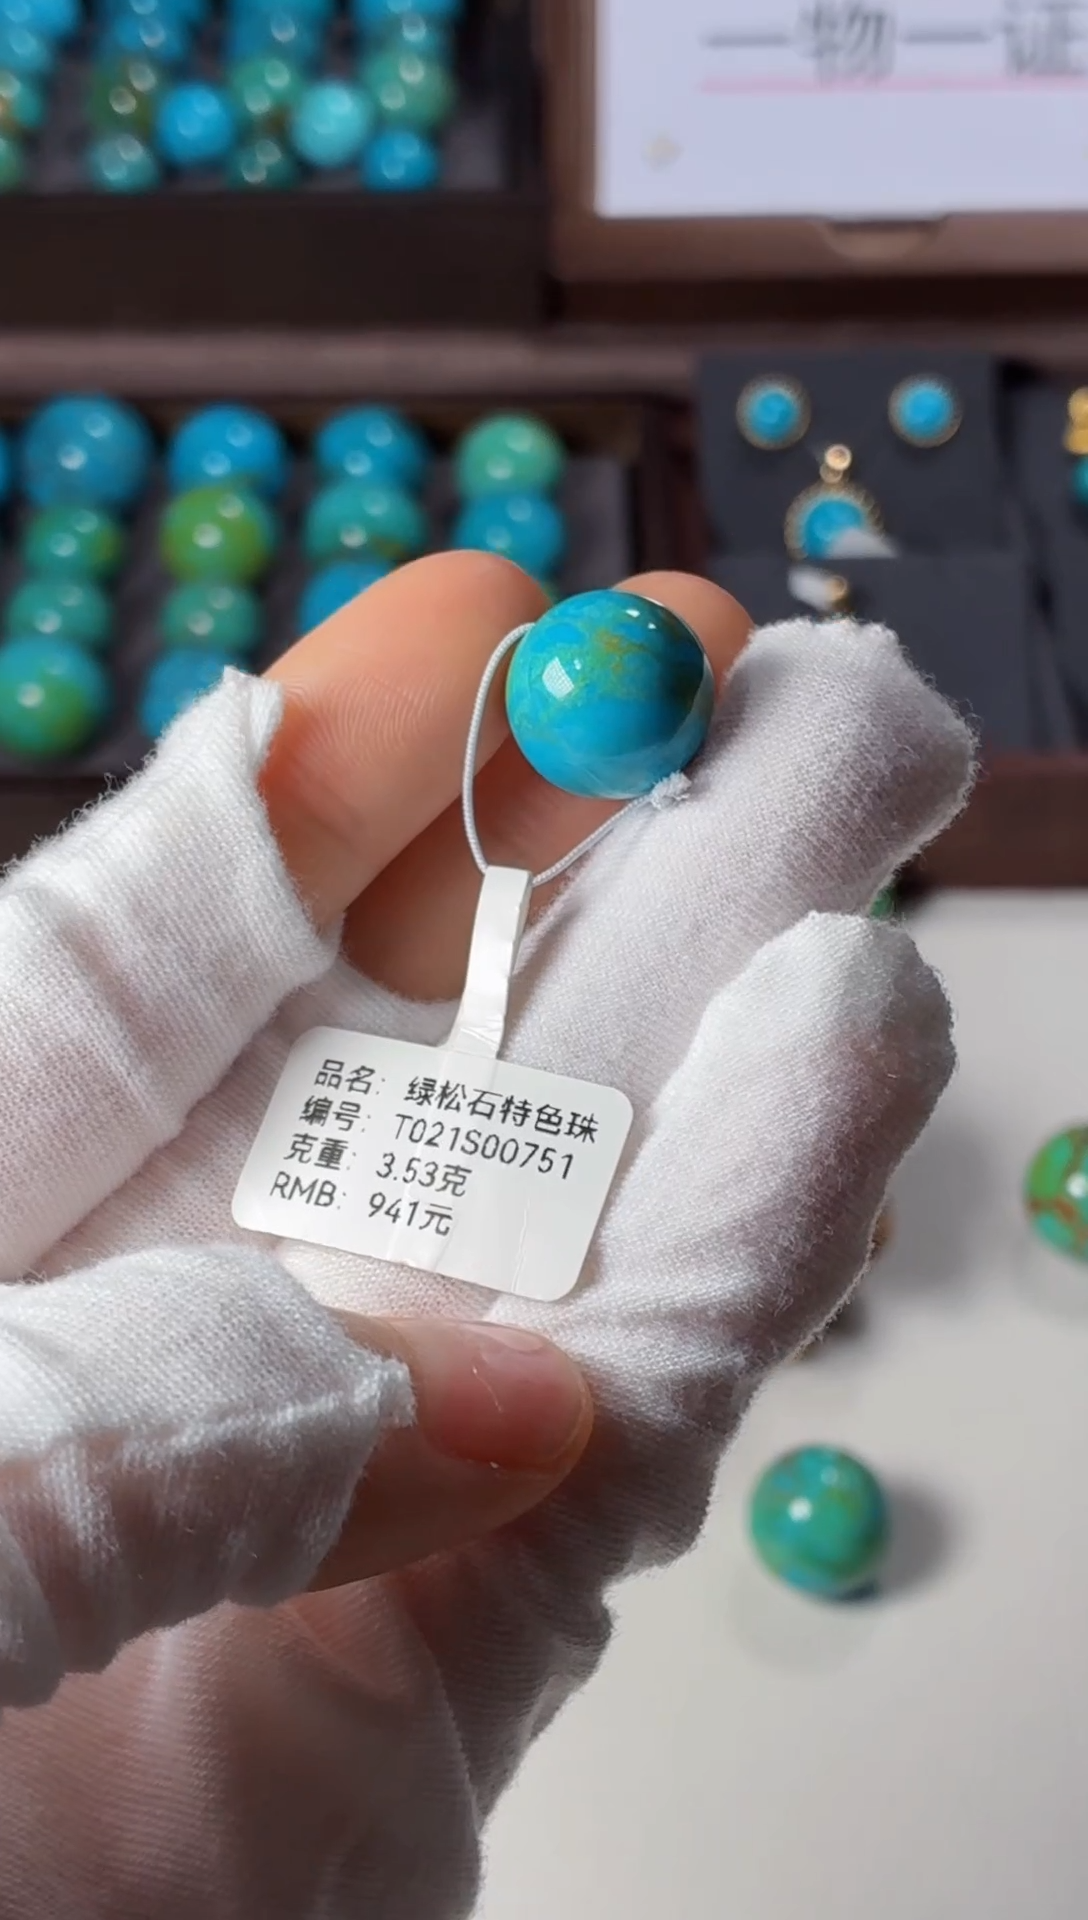 一物一证
品名: 绿松石特色珠
编号: T021S00751
克重: 3.53克
RMB: 941元